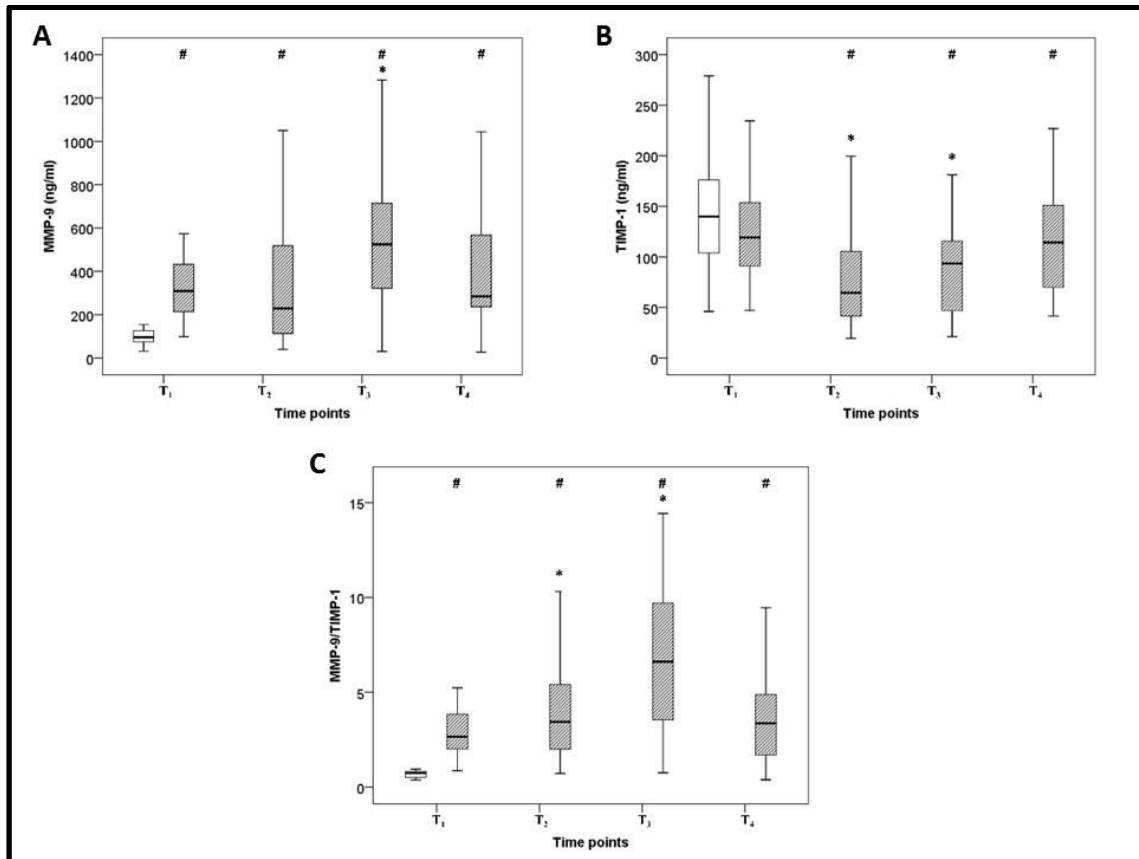 A
# # # #
*
1400
1200
1000
800
600
400
200
0
MMP-9 (ng/ml)
T₁ T₂ T₃ T₄
Time points
B
# # #
* *
300
250
200
150
100
50
0
TIMP-1 (ng/ml)
T₁ T₂ T₃ T₄
Time points
C
# # # #
* *
15
10
5
0
MMP-9/TIMP-1
T₁ T₂ T₃ T₄
Time points